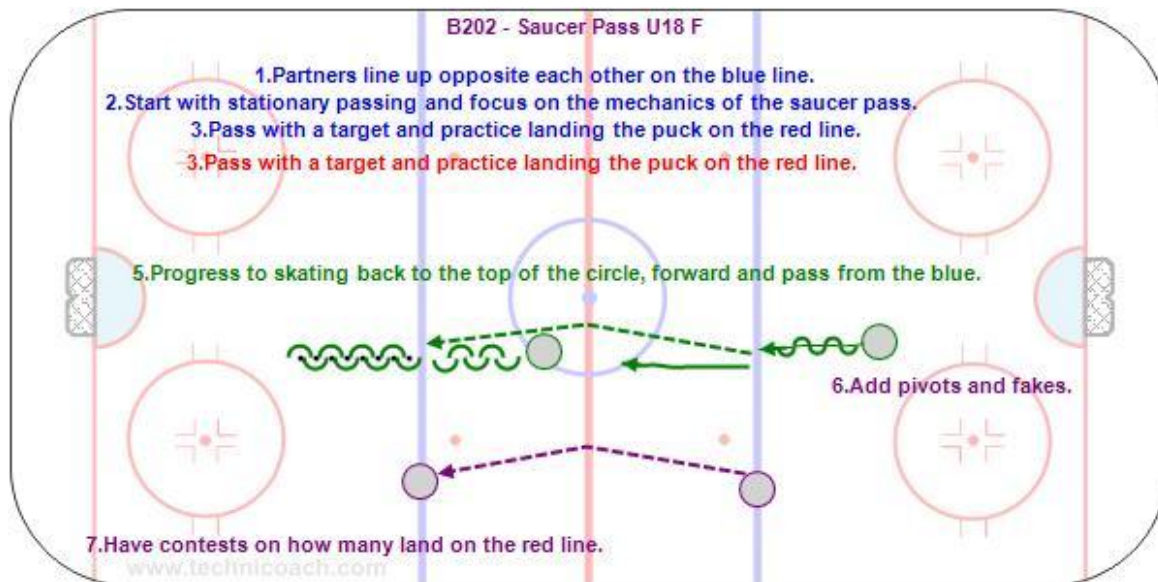 B202 - Saucer Pass U18 F
1.Partners line up opposite each other on the blue line.
2.Start with stationary passing and focus on the mechanics of the saucer pass.
3.Pass with a target and practice landing the puck on the red line.
3.Pass with a target and practice landing the puck on the red line.
5.Progress to skating back to the top of the circle, forward and pass from the blue.
6.Add pivots and fakes.
7.Have contests on how many land on the red line.
www.technicoach.com